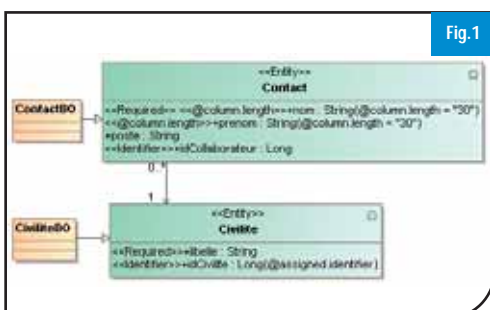 Fig.1
<<Entity>>
Contact
ContactBO
<<Required>> <<@column.length>>+nom : String(@column.length = "30")
<<@column.length>>+prenom : String(@column.length = "30")
+poste : String
<<Identifier>>+idCollaborateur : Long
0..*
1
<<Entity>>
Civilite
CiviliteBO
<<Required>>+libelle : String
<<Identifier>>+idCivilite : Long(@assigned.identifier)